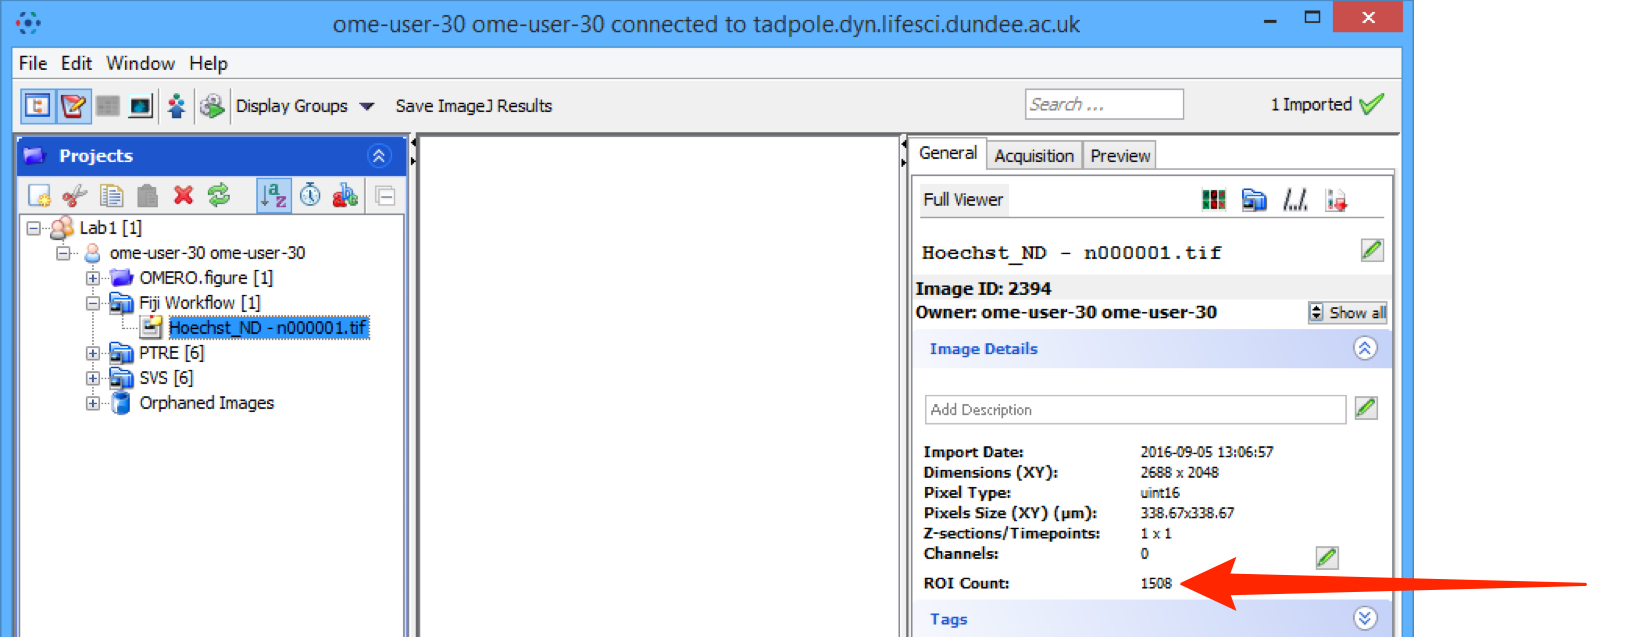 ome-user-30 ome-user-30 connected to tadpole.dyn.lifesci.dundee.ac.uk
File Edit Window Help
Display Groups Save ImageJ Results Search ... 1 Imported
Projects
Lab1 [1]
ome-user-30 ome-user-30
OMERO.figure [1]
Fiji Workflow [1]
Hoechst_ND - n000001.tif
PTRE [6]
SVS [6]
Orphaned Images
General Acquisition Preview
Full Viewer
Hoechst_ND - n000001.tif
Image ID: 2394
Owner: ome-user-30 ome-user-30 Show all
Image Details
Add Description
Import Date: 2016-09-05 13:06:57
Dimensions (XY): 2688 x 2048
Pixel Type: uint16
Pixels Size (XY) (µm): 338.67x338.67
Z-sections/Timepoints: 1 x 1
Channels: 0
ROI Count: 1508
Tags